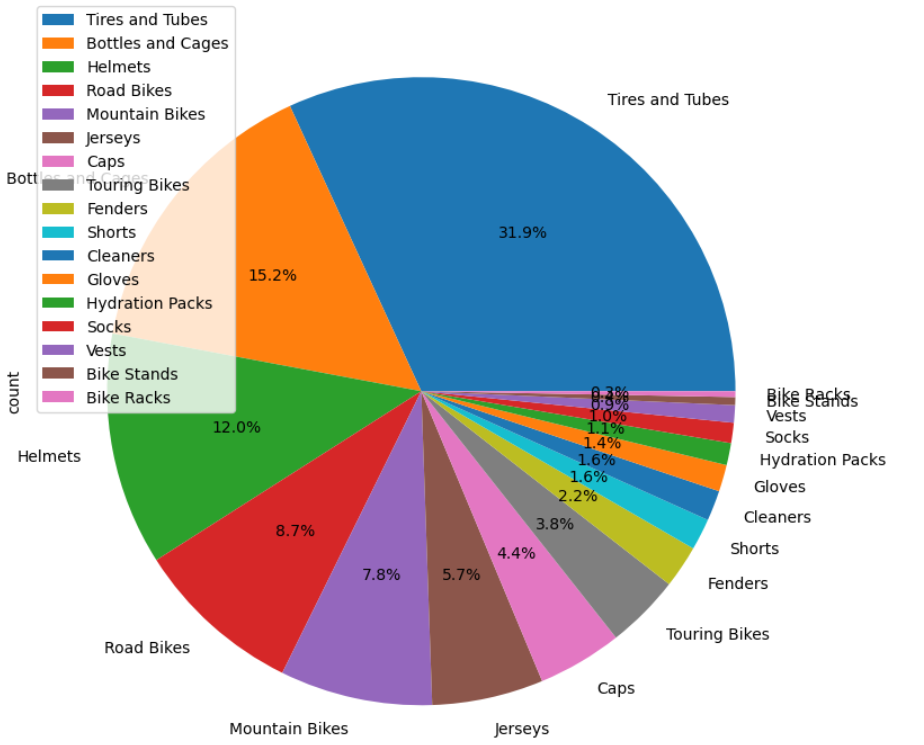 Tires and Tubes
Bottles and Cages
Helmets
Road Bikes
Mountain Bikes
Jerseys
Caps
Touring Bikes
Fenders
Shorts
Cleaners
Gloves
Hydration Packs
Socks
Vests
Bike Stands
Bike Racks
Tires and Tubes
Bottles and Cages
31.9%
15.2%
count
12.0%
Helmets
8.7%
Road Bikes
7.8%
Mountain Bikes
5.7%
Jerseys
4.4%
Caps
3.8%
Touring Bikes
2.2%
Fenders
1.6%
Shorts
1.6%
Cleaners
1.4%
Gloves
1.1%
Hydration Packs
1.0%
Socks
0.9%
Vests
Bike Stands
0.3%
Bike Racks